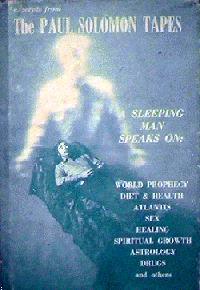 excerpts from
The PAUL SOLOMON TAPES
A SLEEPING
MAN
SPEAKS ON:
WORLD PROPHECY
DIET & HEALTH
ATLANTIS
SEX
HEALING
SPIRITUAL GROWTH
ASTROLOGY
DRUGS
and others